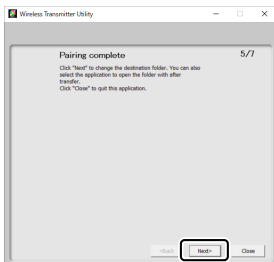 Wireless Transmitter Utility
Pairing complete 5/7
Click "Next" to change the destination folder. You can also
select the application to open the folder with after
transfer.
Click "Close" to quit this application.
<Back Next> Close